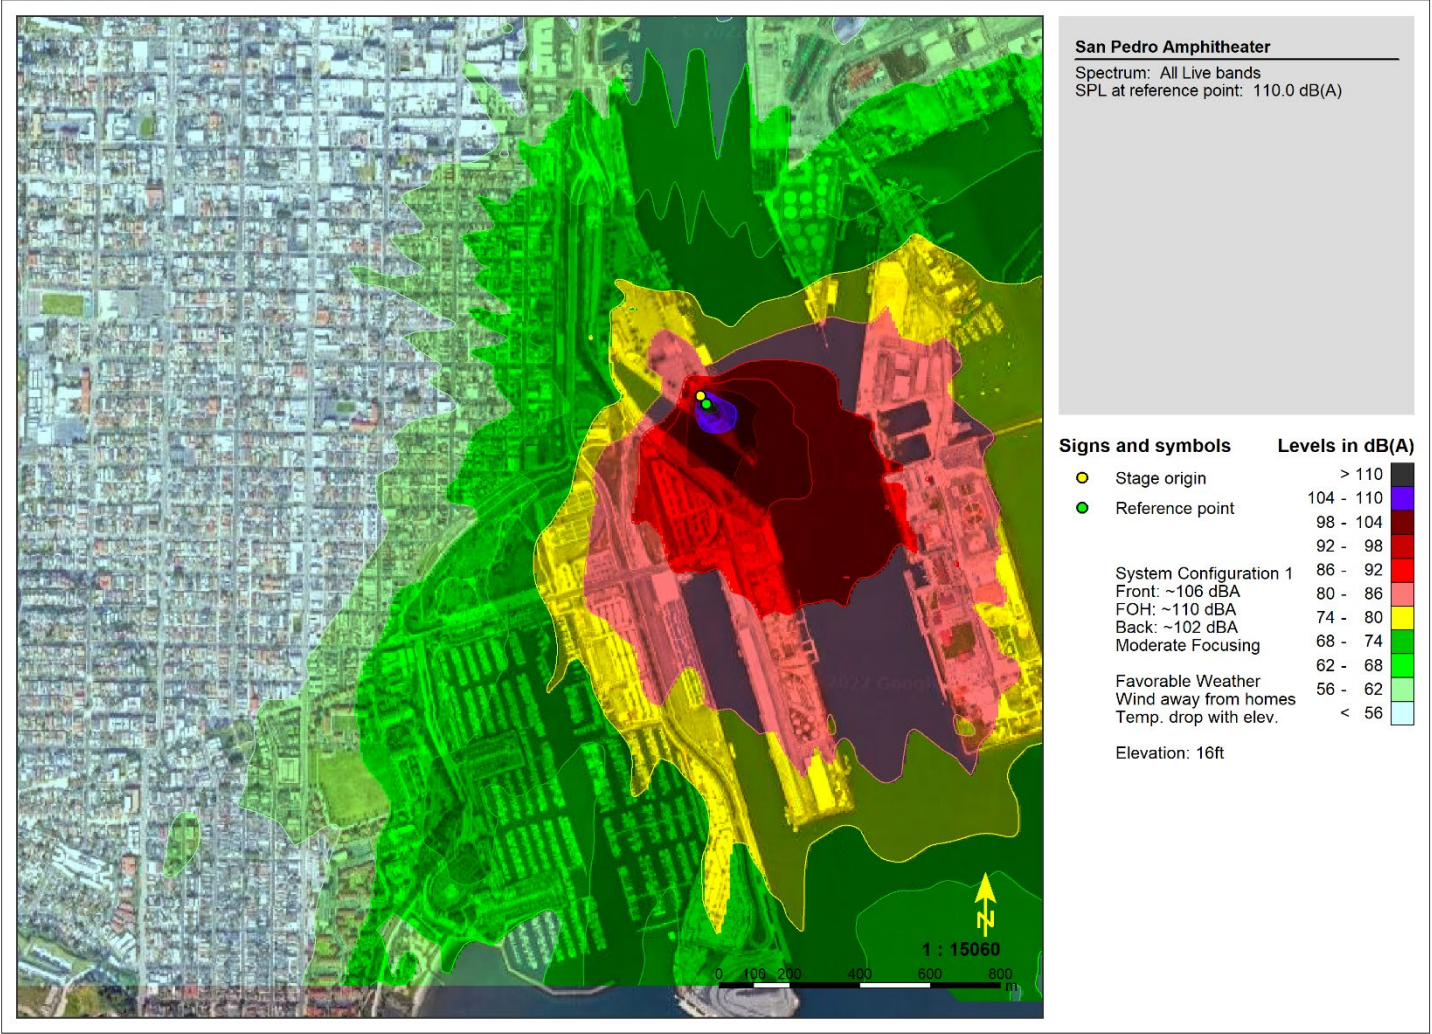 San Pedro Amphitheater
Spectrum: All Live bands
SPL at reference point: 110.0 dB(A)
Signs and symbols
Stage origin
Reference point
System Configuration 1
Front: ~106 dBA
FOH: ~110 dBA
Back: ~102 dBA
Moderate Focusing
Favorable Weather
Wind away from homes
Temp. drop with elev.
Elevation: 16ft
Levels in dB(A)
> 110
104 - 110
98 - 104
92 - 98
86 - 92
80 - 86
74 - 80
68 - 74
62 - 68
56 - 62
< 56
2022 Google
N
1 : 15060
0 100 200 400 600 800
m